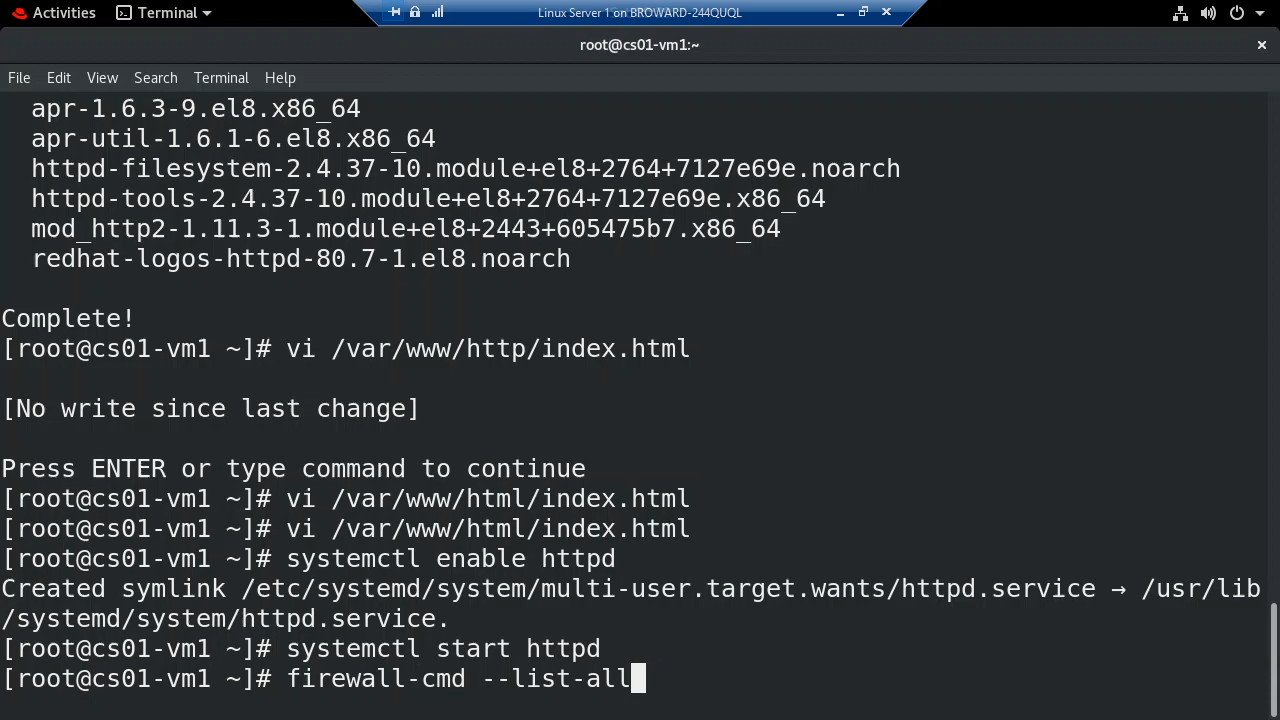 Activities Terminal Linux Server 1 on BROWARD-244QUQL
root@cs01-vm1:~
File Edit View Search Terminal Help
apr-1.6.3-9.el8.x86_64
apr-util-1.6.1-6.el8.x86_64
httpd-filesystem-2.4.37-10.module+el8+2764+7127e69e.noarch
httpd-tools-2.4.37-10.module+el8+2764+7127e69e.x86_64
mod_http2-1.11.3-1.module+el8+2443+605475b7.x86_64
redhat-logos-httpd-80.7-1.el8.noarch
Complete!
[root@cs01-vm1 ~]# vi /var/www/http/index.html
[No write since last change]
Press ENTER or type command to continue
[root@cs01-vm1 ~]# vi /var/www/html/index.html
[root@cs01-vm1 ~]# vi /var/www/html/index.html
[root@cs01-vm1 ~]# systemctl enable httpd
Created symlink /etc/systemd/system/multi-user.target.wants/httpd.service → /usr/lib
/systemd/system/httpd.service.
[root@cs01-vm1 ~]# systemctl start httpd
[root@cs01-vm1 ~]# firewall-cmd --list-all